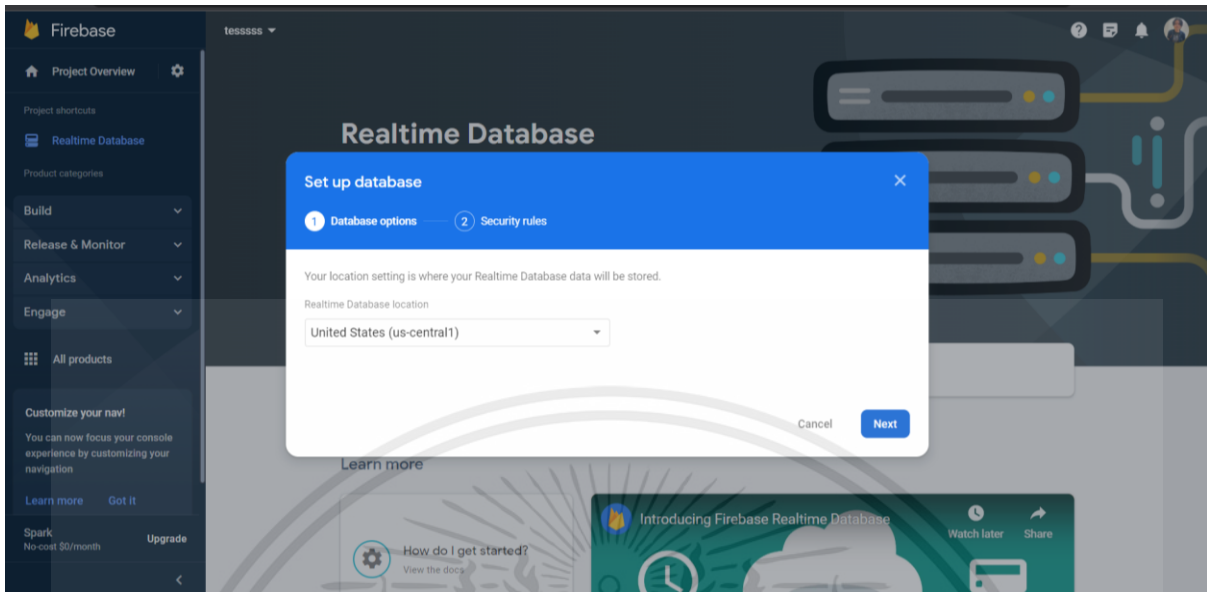 Firebase
Project Overview
Project shortcuts
Realtime Database
Product categories
Build
Release & Monitor
Analytics
Engage
All products
Customize your nav!
You can now focus your console
experience by customizing your
navigation
Learn more Got it
Spark
No-cost $0/month
Upgrade
tesssss
Realtime Database
Set up database
1 Database options
2 Security rules
Your location setting is where your Realtime Database data will be stored.
Realtime Database location
United States (us-central1)
Cancel
Next
Learn more
How do I get started?
View the docs
Introducing Firebase Realtime Database
Watch later
Share